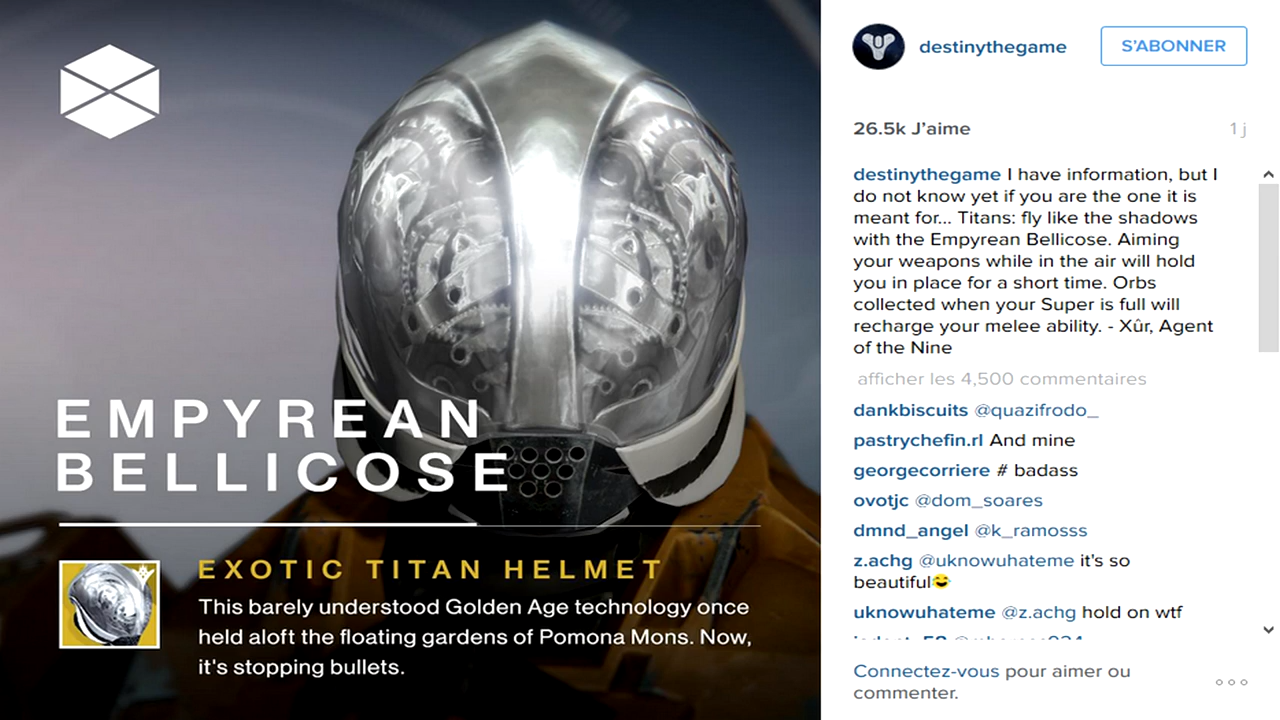 EMPYREAN
BELLICOSE
EXOTIC TITAN HELMET
This barely understood Golden Age technology once
held aloft the floating gardens of Pomona Mons. Now,
it's stopping bullets.
destinythegame
S'ABONNER
26.5k J'aime
1 j
destinythegame I have information, but I
do not know yet if you are the one it is
meant for... Titans: fly like the shadows
with the Empyrean Bellicose. Aiming
your weapons while in the air will hold
you in place for a short time. Orbs
collected when your Super is full will
recharge your melee ability. - Xûr, Agent
of the Nine
afficher les 4,500 commentaires
dankbiscuits @quazifrodo_
pastrychefin.rl And mine
georgecorriere # badass
ovotjc @dom_soares
dmnd_angel @k_ramosss
z.achg @uknowuhateme it's so
beautiful😂
uknowuhateme @z.achg hold on wtf
Connectez-vous pour aimer ou
commenter.